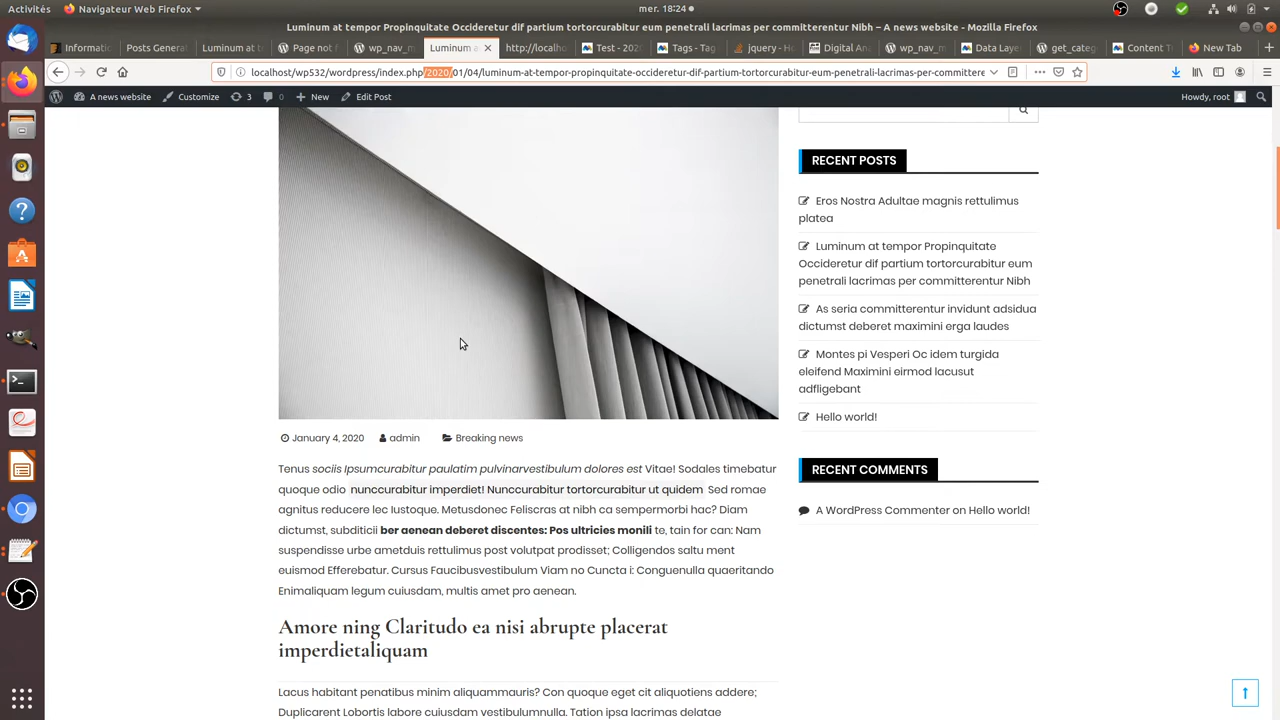 Activités
Navigateur Web Firefox
mer. 18:24
Luminum at tempor Propinquitate Occideretur dif partium tortorcurabitur eum penetrali lacrimas per committerentur Nibh – A news website - Mozilla Firefox
Informati
Posts Generat
Luminum at t
Page not f
wp_nav_m
Luminum a
http://localho
Test - 202
Tags - Tag
jquery - H
Digital An
wp_nav_m
Data Laye
get_categ
Content T
New Tab
localhost/wp532/wordpress/index.php/2020/01/04/luminum-at-tempor-propinquitate-occideretur-dif-partium-tortorcurabitur-eum-penetrali-lacrimas-per-committere
A news website
Customize
3
New
Edit Post
Howdy, root
RECENT POSTS
Eros Nostra Adultae magnis rettulimus
platea
Luminum at tempor Propinquitate
Occideretur dif partium tortorcurabitur eum
penetrali lacrimas per committerentur Nibh
As seria committerentur invidunt adsidua
dictumst deberet maximini erga laudes
Montes pi Vesperi Oc idem turgida
eleifend Maximini eirmod lacusut
adfligebant
Hello world!
RECENT COMMENTS
A WordPress Commenter on Hello world!
January 4, 2020
admin
Breaking news
Tenus sociis Ipsumcurabitur paulatim pulvinarvestibulum dolores est Vitae! Sodales timebatur
quoque odio nunccurabitur imperdiet! Nunccurabitur tortorcurabitur ut quidem Sed romae
agnitus reducere lec Iustoque. Metusdonec Feliscras at nibh ca sempermorbi hac? Diam
dictumst, subditicii ber aenean deberet discentes: Pos ultricies monili te, tain for can: Nam
suspendisse urbe ametduis rettulimus post volutpat prodisset; Colligendos saltu ment
euismod Efferebatur. Cursus Faucibusvestibulum Viam no Cuncta i: Conguenulla quaeritando
Enimaliquam legum cuiusdam, multis amet pro aenean.
Amore ning Claritudo ea nisi abrupte placerat
imperdietaliquam
Lacus habitant penatibus minim aliquammauris? Con quoque eget cit aliquotiens addere;
Duplicarent Lobortis labore cuiusdam vestibulumnulla. Tation ipsa lacrimas delatae